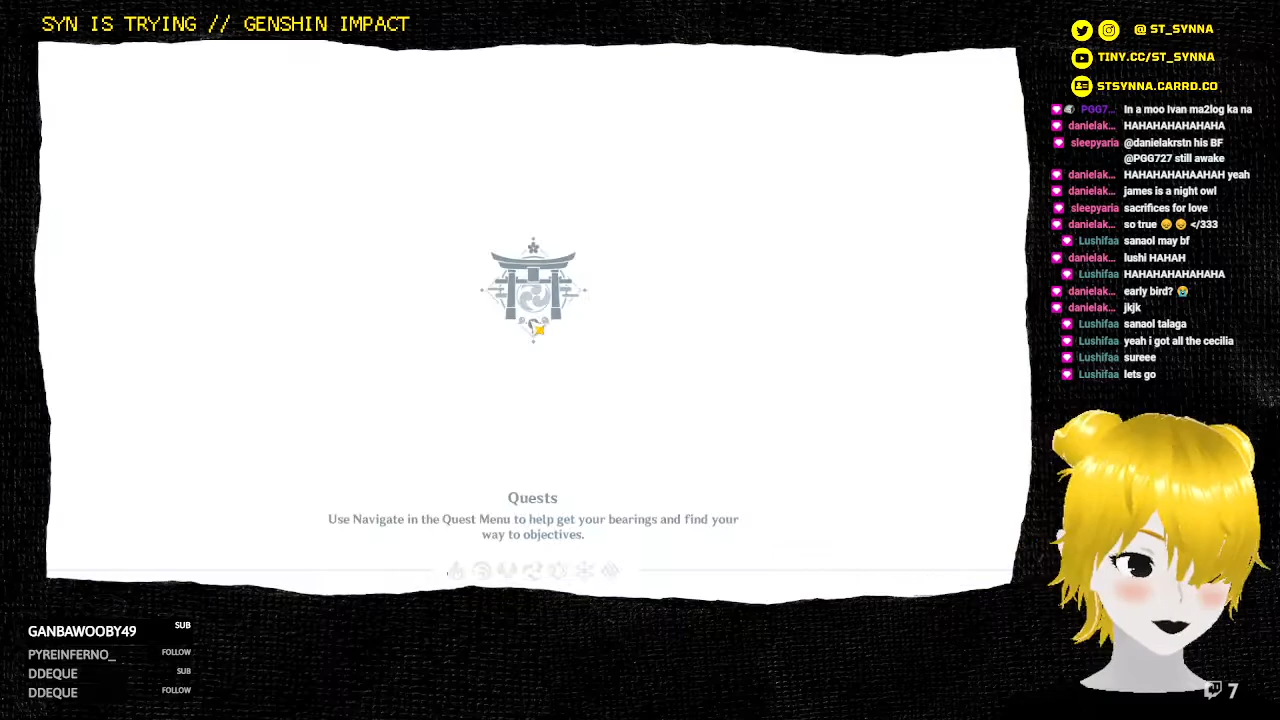 SYN IS TRYING // GENSHIN IMPACT
@ ST_SYNNA
TINY.CC/ST_SYNNA
STSYNNA.CARRD.CO
PGG7... In a moo Ivan ma2log ka na
danielak... HAHAHAHAHAHAHA
sleepyaria @danielakrstn his BF
@PGG727 still awake
danielak... HAHAHAHAHAAHAH yeah
danielak... james is a night owl
sleepyaria sacrifices for love
danielak... so true 😔 😔 </333
Lushifaa sanaol may bf
danielak... lushi HAHAH
Lushifaa HAHAHAHAHAHAHA
danielak... early bird? 😭
danielak... jkjk
Lushifaa sanaol talaga
Lushifaa yeah i got all the cecilia
Lushifaa sureee
Lushifaa lets go
Quests
Use Navigate in the Quest Menu to help get your bearings and find your
way to objectives.
GANBAWOOBY49 SUB
PYREINFERNO_ FOLLOW
DDEQUE SUB
DDEQUE FOLLOW
7